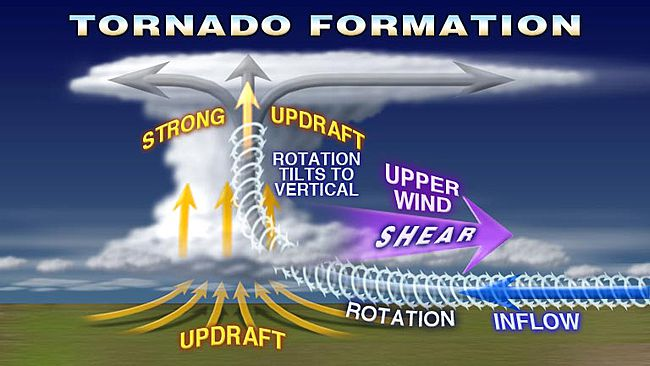 TORNADO FORMATION
STRONG UPDRAFT
ROTATION
TILTS TO
VERTICAL
UPPER
WIND
SHEAR
ROTATION
INFLOW
UPDRAFT